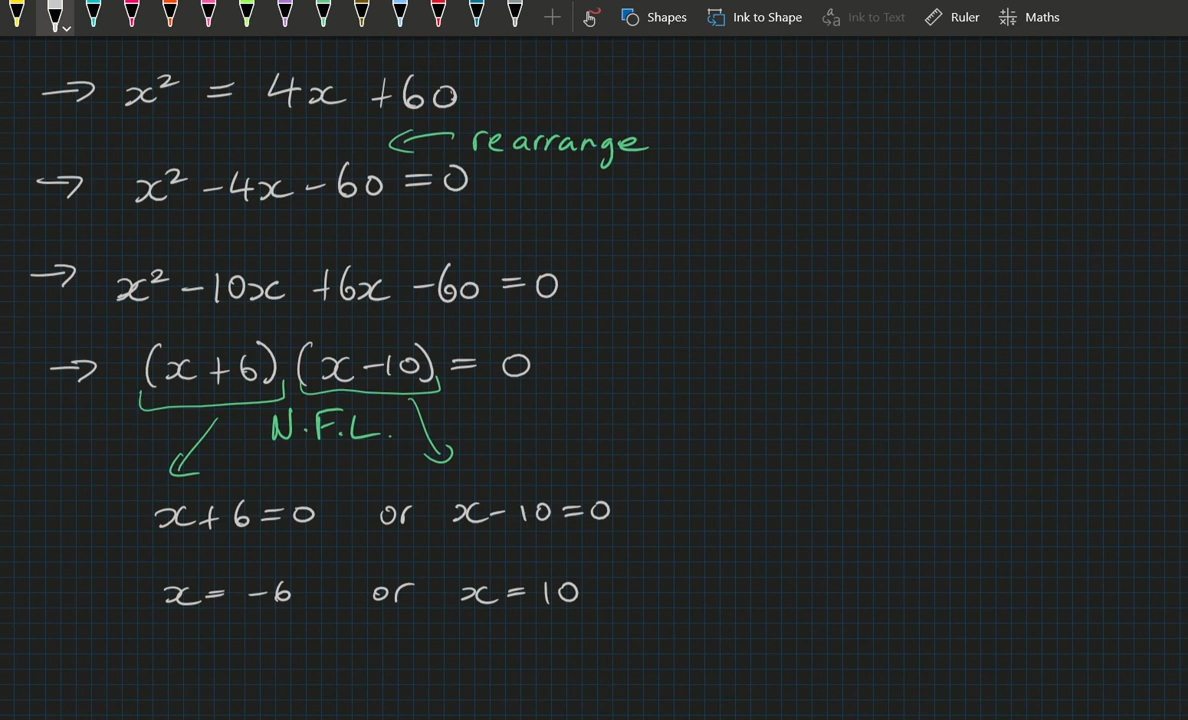 Shapes Ink to Shape Ink to Text Ruler Maths
→ x² = 4x +60
← rearrange
→ x² -4x -60 =0
→ x² -10x +6x -60 =0
→ (x+6) (x-10) = 0
N.F.L.
x+6=0 or x-10=0
x= -6 or x=10